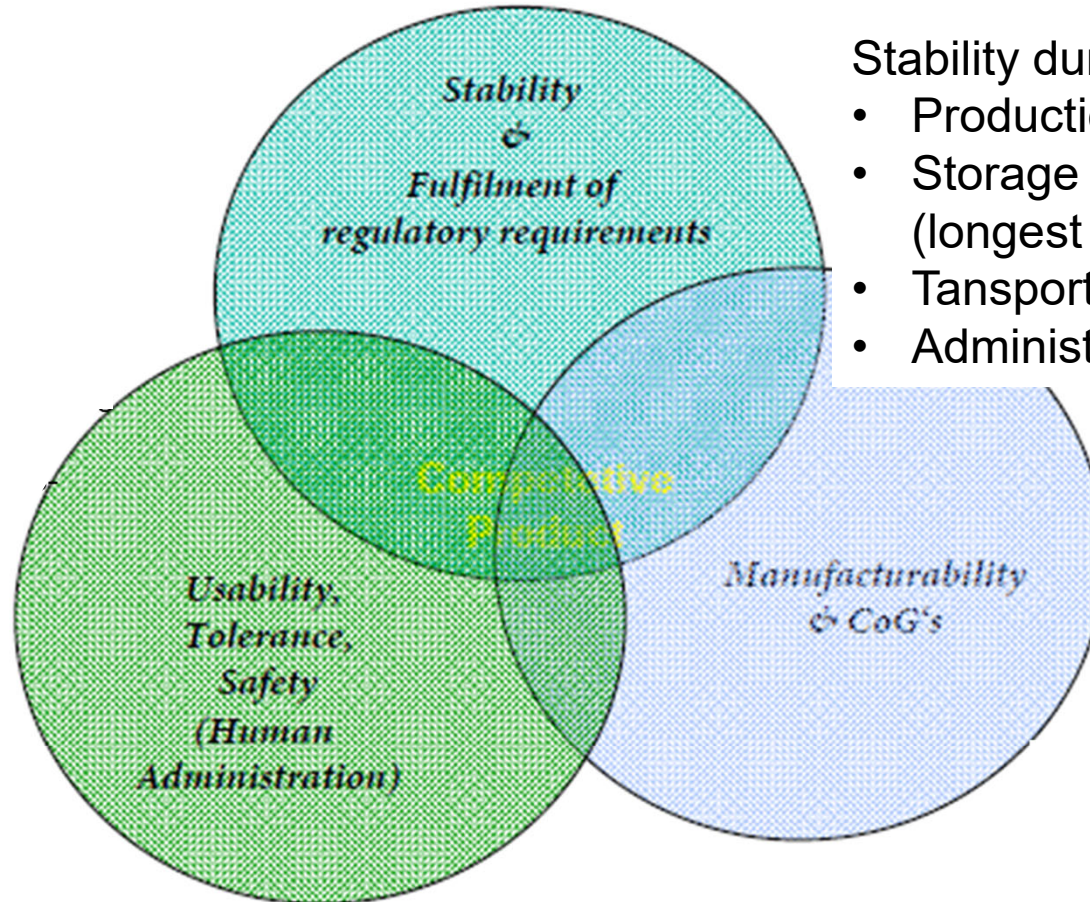 Stability
&
Fulfilment of
regulatory requirements
Stability dur
• Productio
• Storage
(longest
• Tansport
• Administ
Competetive
Product
Usability,
Tolerance,
Safety
(Human
Administration)
Manufacturability
& CoG's